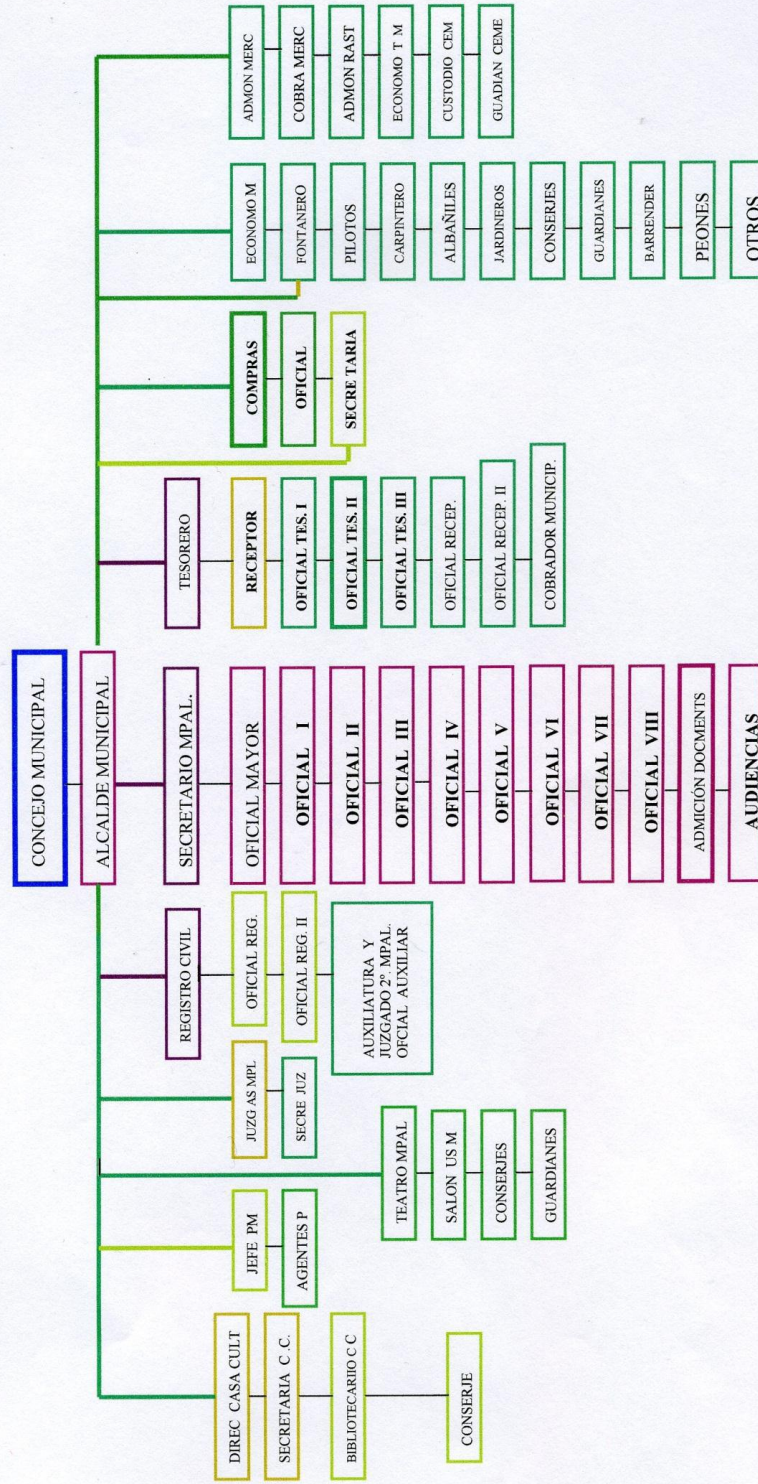 CONCEJO MUNICIPAL
ALCALDE MUNICIPAL
DIREC CASA CULT
SECRETARIA C .C.
BIBLIOTECARIIO C C
CONSERJE
JEFE PM
AGENTES P
TEATRO MPAL
SALON US M
CONSERJES
GUARDIANES
JUZG AS MPL
SECRE JUZ
REGISTRO CIVIL
OFICIAL REG.
OFICIAL REG. II
AUXILIATURA Y
JUZGADO 2º. MPAL.
OFCIAL AUXILIAR
SECRETARIO MPAL.
OFICIAL MAYOR
OFICIAL I
OFICIAL II
OFICIAL III
OFICIAL IV
OFICIAL V
OFICIAL VI
OFICIAL VII
OFICIAL VIII
ADMICIÓN DOCMENTS
AUDIENCIAS
TESORERO
RECEPTOR
OFICIAL TES. I
OFICIAL TES. II
OFICIAL TES. III
OFICIAL RECEP.
OFICIAL RECEP. II
COBRADOR MUNICIP.
COMPRAS
OFICIAL
SECRE TARIA
ECONOMO M
FONTANERO
PILOTOS
CARPINTERO
ALBAÑILES
JARDINEROS
CONSERJES
GUARDIANES
BARRENDER
PEONES
OTROS
ADMON MERC
COBRA MERC
ADMON RAST
ECONOMO T M
CUSTODIO CEM
GUADIAN CEME